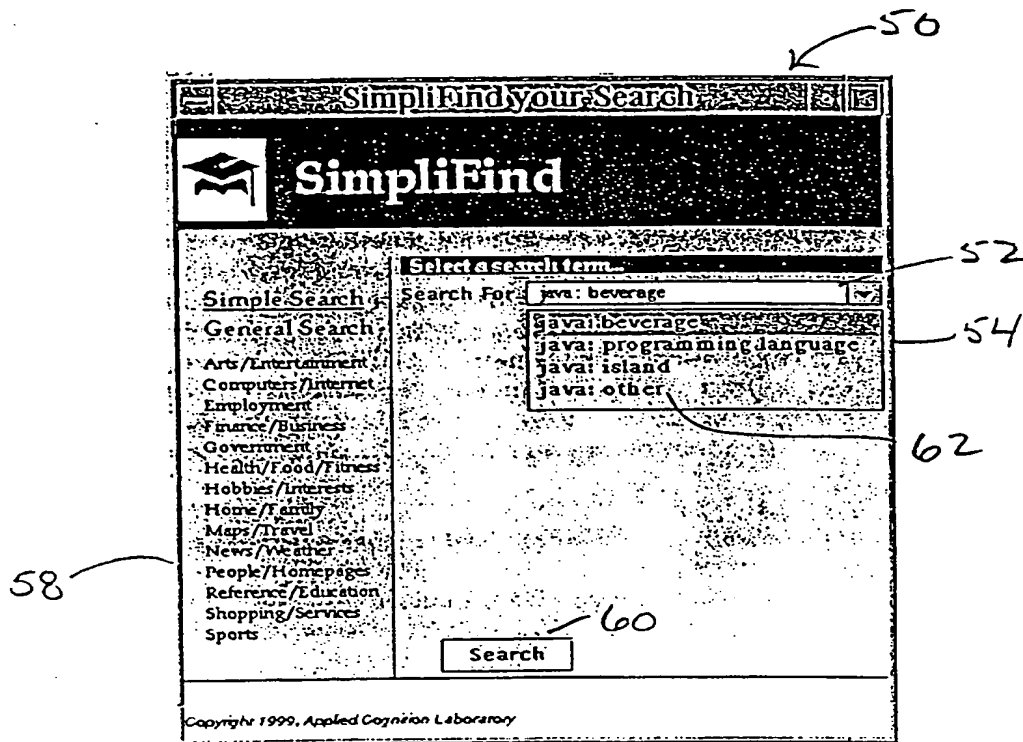 50
SimpliFind your Search
SimpliFind
52
Select a search term...
Search For java: beverage
54
java: beverage
java: programming language
java: island
java: other
62
Simple Search
General Search
Arts/Entertainment
Computers/Internet
Employment
Finance/Business
Government
Health/Food/Fitness
Hobbies/Interests
Home/Family
Maps/Travel
News/Weather
People/Homepages
Reference/Education
Shopping/Services
Sports
58
60
Search
Copyright 1999, Applied Cognition Laboratory